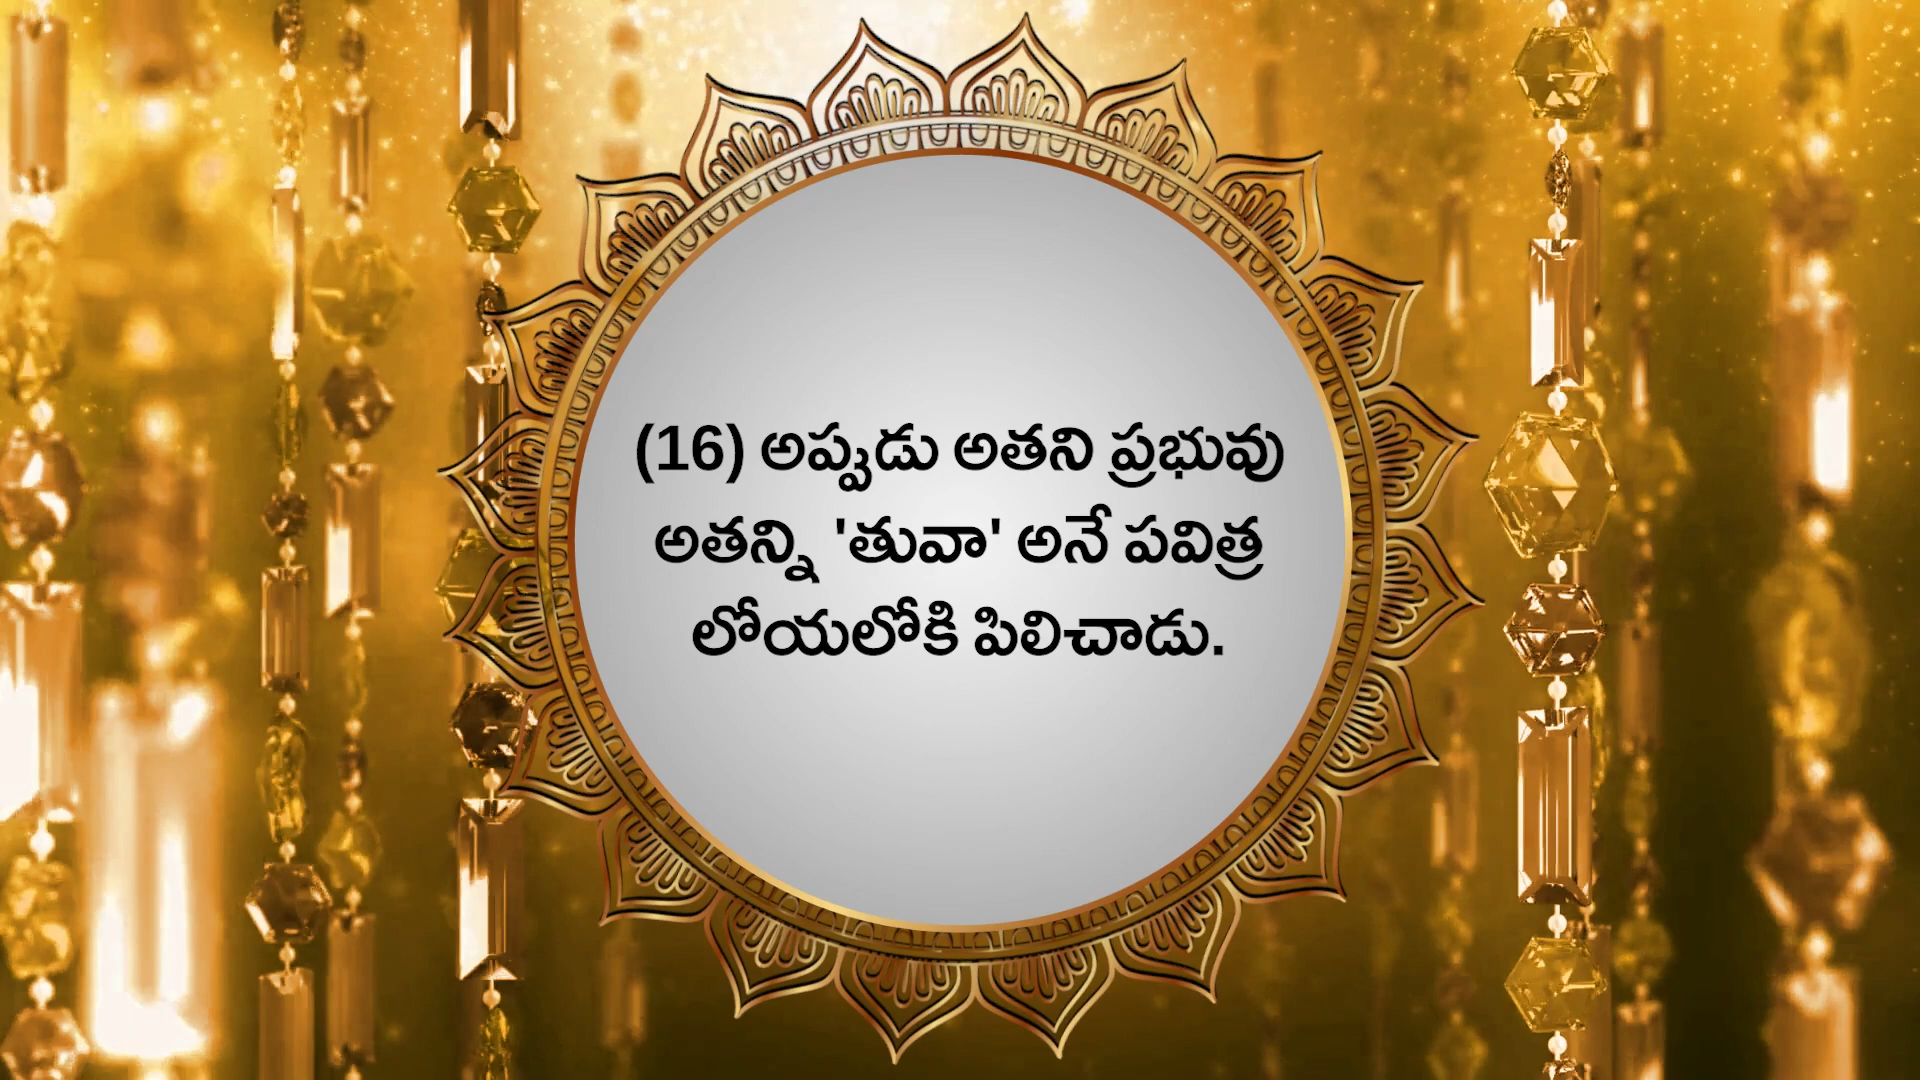 (16) అప్పుడు అతని ప్రభువు
అతన్ని 'తువా' అనే పవిత్ర
లోయలోకి పిలిచాడు.